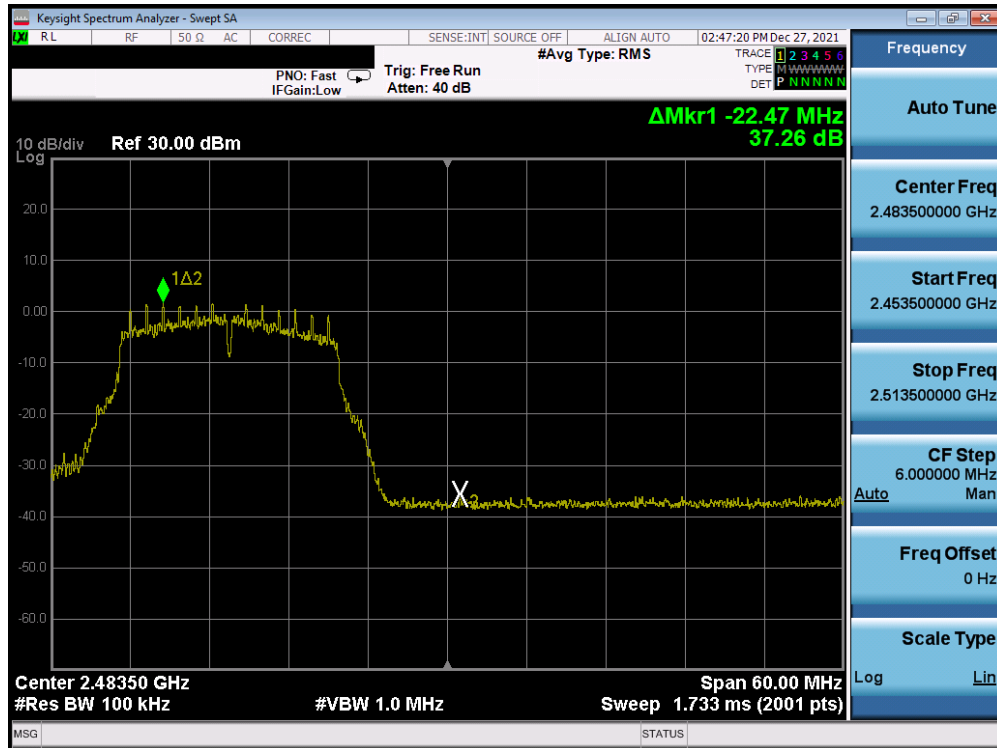 Keysight Spectrum Analyzer - Swept SA
LXI RL RF 50 Ω AC CORREC SENSE:INT SOURCE OFF ALIGN AUTO 02:47:20 PM Dec 27, 2021
#Avg Type: RMS
TRACE 1 2 3 4 5 6
TYPE M W W W W W
DET P N N N N N
PNO: Fast
IFGain:Low
Trig: Free Run
Atten: 40 dB
ΔMkr1 -22.47 MHz
37.26 dB
10 dB/div
Log
Ref 30.00 dBm
20.0
10.0
0.00
-10.0
-20.0
-30.0
-40.0
-50.0
-60.0
1Δ2
X2
Center 2.48350 GHz
#Res BW 100 kHz
#VBW 1.0 MHz
Span 60.00 MHz
Sweep 1.733 ms (2001 pts)
MSG
STATUS
Frequency
Auto Tune
Center Freq
2.483500000 GHz
Start Freq
2.453500000 GHz
Stop Freq
2.513500000 GHz
CF Step
6.000000 MHz
Auto Man
Freq Offset
0 Hz
Scale Type
Log Lin